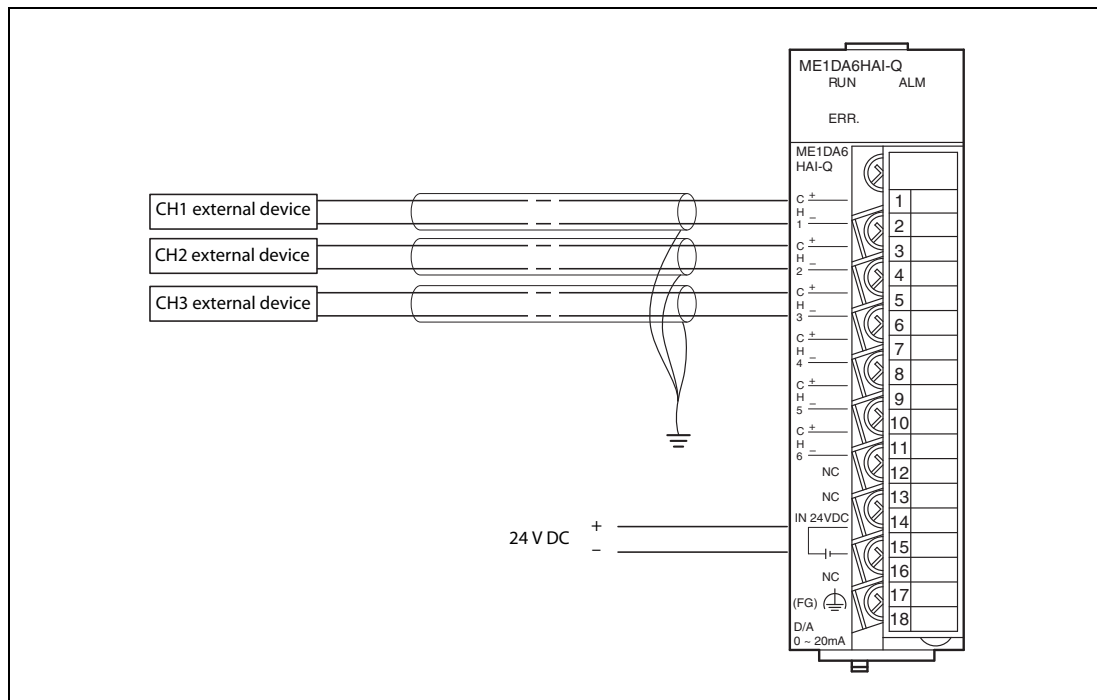 ME1DA6HAI-Q
RUN ALM
ERR.
ME1DA6
HAI-Q
CH1 external device
CH2 external device
CH3 external device
C +
H
1 −
C +
H
2 −
C +
H
3 −
C +
H
4 −
C +
H
5 −
C +
H
6 −
NC
NC
IN 24VDC
24 V DC + −
NC
(FG)
D/A
0 ~ 20mA
1
2
3
4
5
6
7
8
9
10
11
12
13
14
15
16
17
18